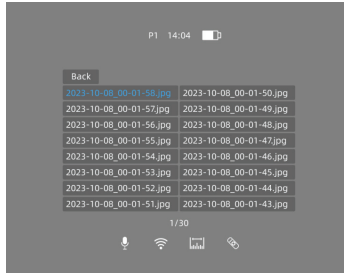 P1 14:04
Back
2023-10-08_00-01-58.jpg 2023-10-08_00-01-50.jpg
2023-10-08_00-01-57.jpg 2023-10-08_00-01-49.jpg
2023-10-08_00-01-56.jpg 2023-10-08_00-01-48.jpg
2023-10-08_00-01-55.jpg 2023-10-08_00-01-47.jpg
2023-10-08_00-01-54.jpg 2023-10-08_00-01-46.jpg
2023-10-08_00-01-53.jpg 2023-10-08_00-01-45.jpg
2023-10-08_00-01-52.jpg 2023-10-08_00-01-44.jpg
2023-10-08_00-01-51.jpg 2023-10-08_00-01-43.jpg
1/30